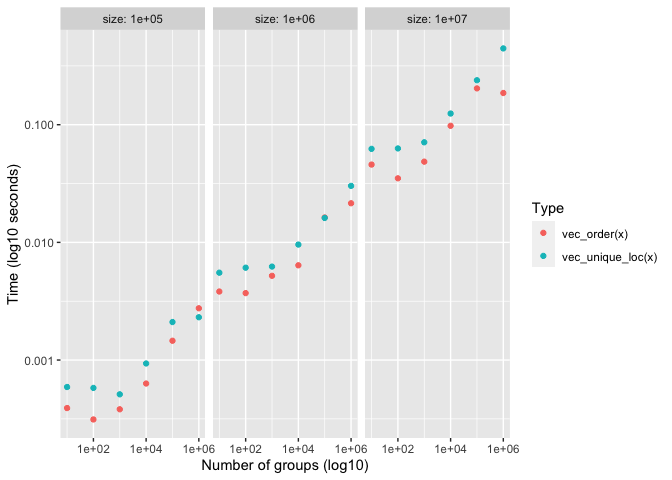 size: 1e+05 size: 1e+06 size: 1e+07
Time (log10 seconds)
0.100
0.010
0.001
1e+02 1e+04 1e+06 1e+02 1e+04 1e+06 1e+02 1e+04 1e+06
Number of groups (log10)
Type
vec_order(x)
vec_unique_loc(x)